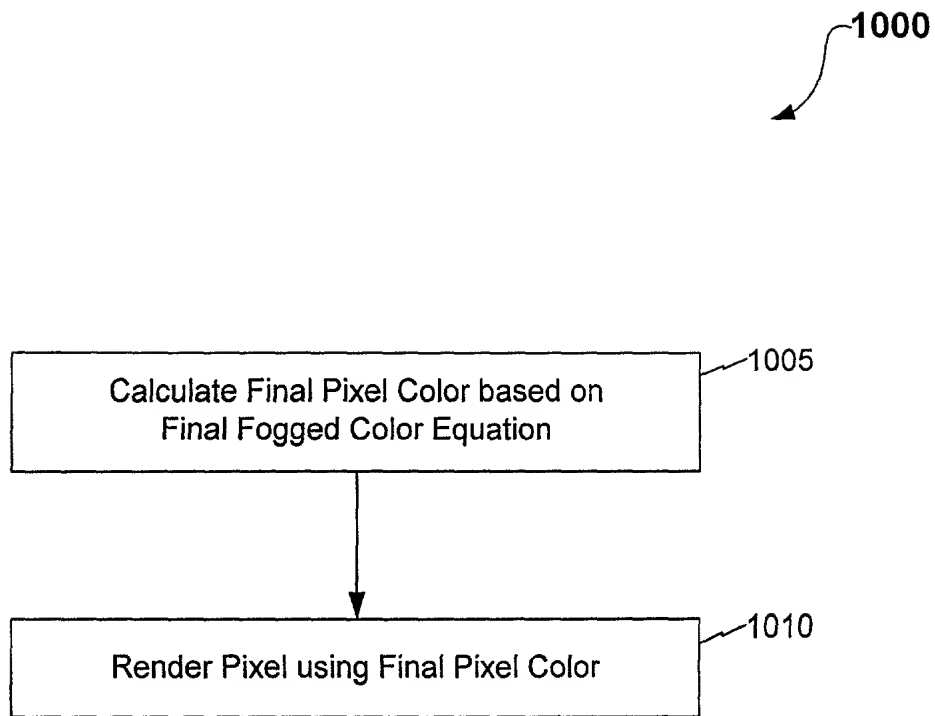 1000
1005
Calculate Final Pixel Color based on
Final Fogged Color Equation
1010
Render Pixel using Final Pixel Color